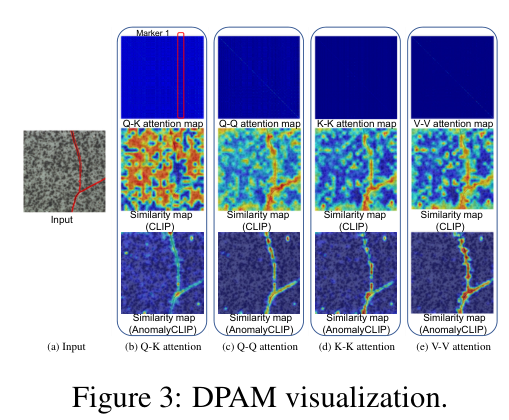 Marker 1
Q-K attention map
Q-Q attention map
K-K attention map
V-V attention map
Input
Similarity map
(CLIP)
Similarity map
(CLIP)
Similarity map
(CLIP)
Similarity map
(CLIP)
Similarity map
(AnomalyCLIP)
Similarity map
(AnomalyCLIP)
Similarity map
(AnomalyCLIP)
Similarity map
(AnomalyCLIP)
(a) Input
(b) Q-K attention
(c) Q-Q attention
(d) K-K attention
(e) V-V attention
Figure 3: DPAM visualization.